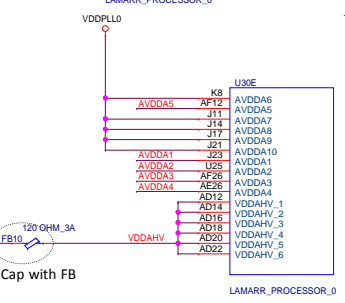 LAMARR_PROCESSOR_0
VDDPLL0
U30E
K8 AVDDA6
AVDDA5 AF12 AVDDA5
J11 AVDDA7
J14 AVDDA8
J17 AVDDA9
J21 AVDDA10
AVDDA1 J23 AVDDA1
AVDDA2 U25 AVDDA2
AVDDA3 AF26 AVDDA3
AVDDA4 AE26 AVDDA4
AD12 VDDAHV_1
AD14 VDDAHV_2
AD16 VDDAHV_3
AD18 VDDAHV_4
120 OHM_3A
FB10 VDDAHV AD20 VDDAHV_5
AD22 VDDAHV_6
Cap with FB
LAMARR_PROCESSOR_0